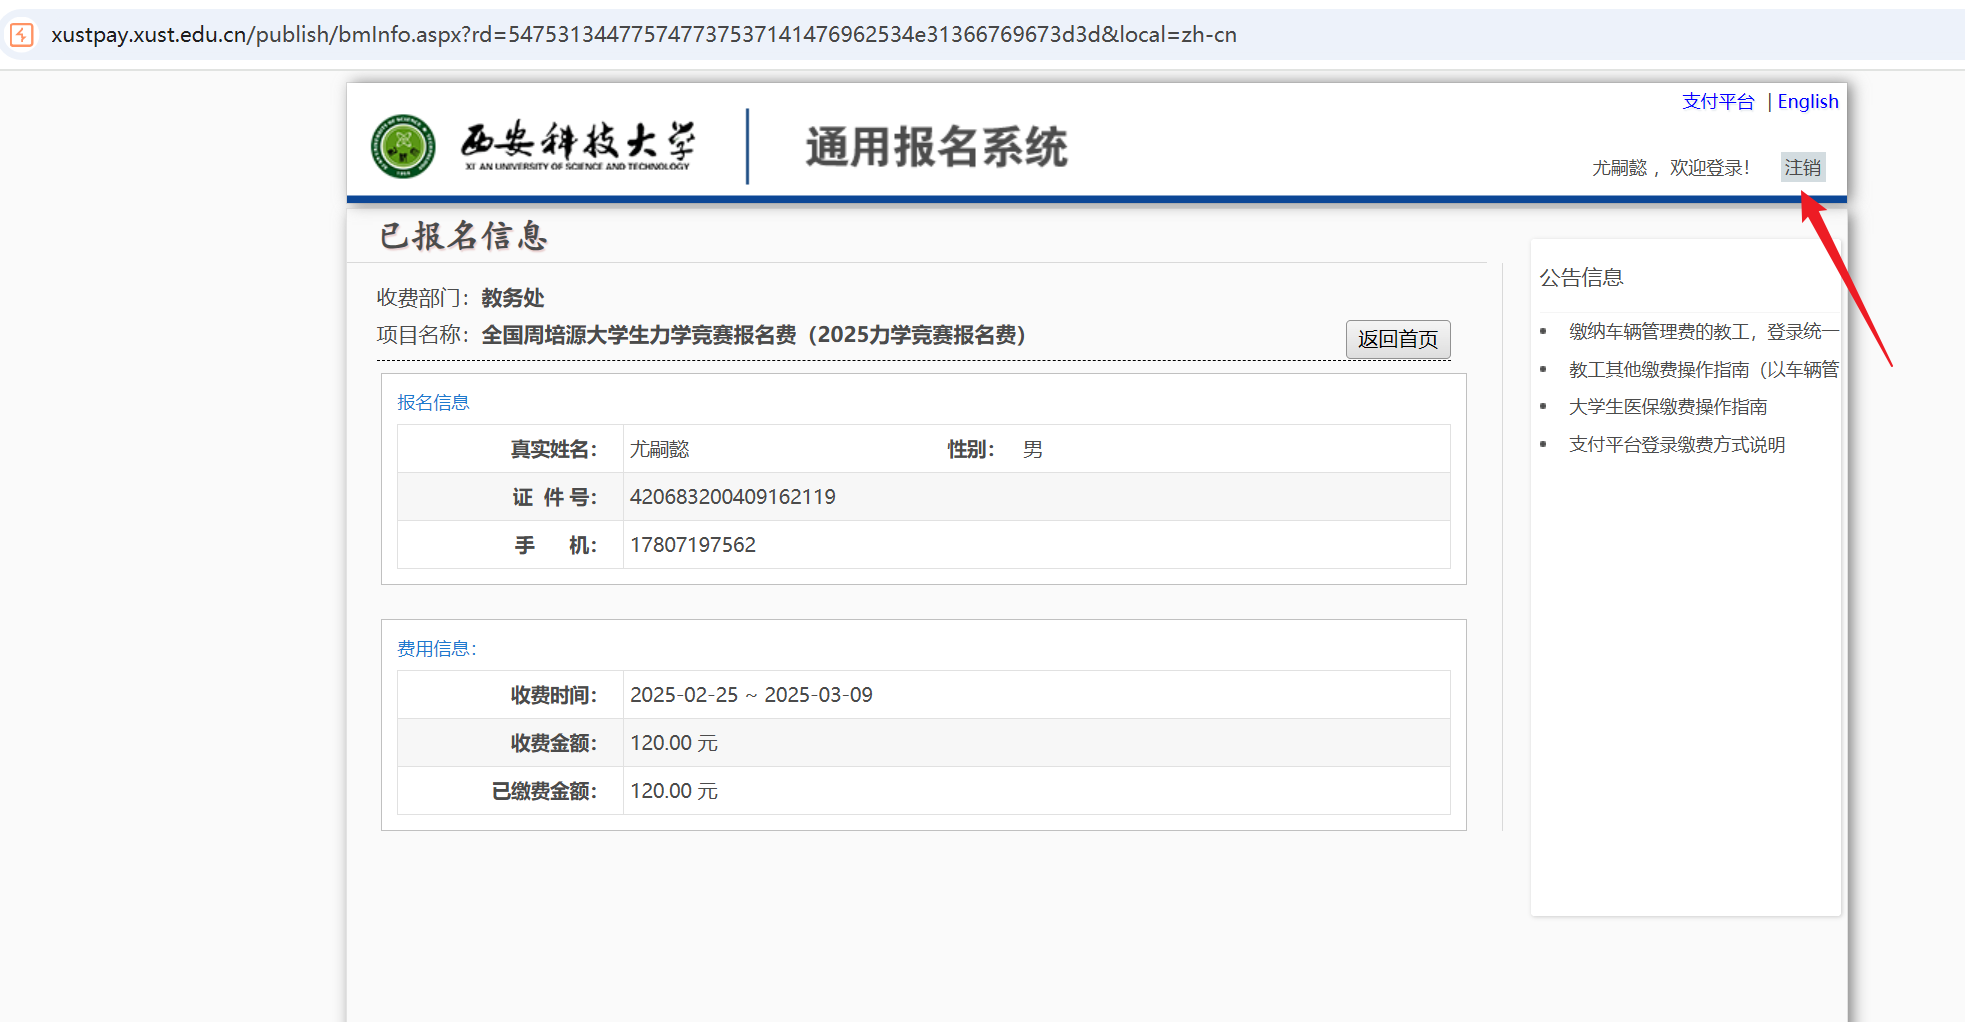 xustpay.xust.edu.cn/publish/bmInfo.aspx?rd=5475313447757477375371414769625​34e31366769673d3d&local=zh-cn
支付平台 | English
西安科技大学
XI'AN UNIVERSITY OF SCIENCE AND TECHNOLOGY
通用报名系统
尤嗣懿 ，欢迎登录! 注销
已报名信息
收费部门：教务处
项目名称：全国周培源大学生力学竞赛报名费（2025力学竞赛报名费）
返回首页
报名信息
真实姓名： 尤嗣懿 性别： 男
证 件 号： 420683200409162119
手 机： 17807197562
费用信息：
收费时间： 2025-02-25 ~ 2025-03-09
收费金额： 120.00 元
已缴费金额： 120.00 元
公告信息
缴纳车辆管理费的教工，登录统一
教工其他缴费操作指南（以车辆管
大学生医保缴费操作指南
支付平台登录缴费方式说明